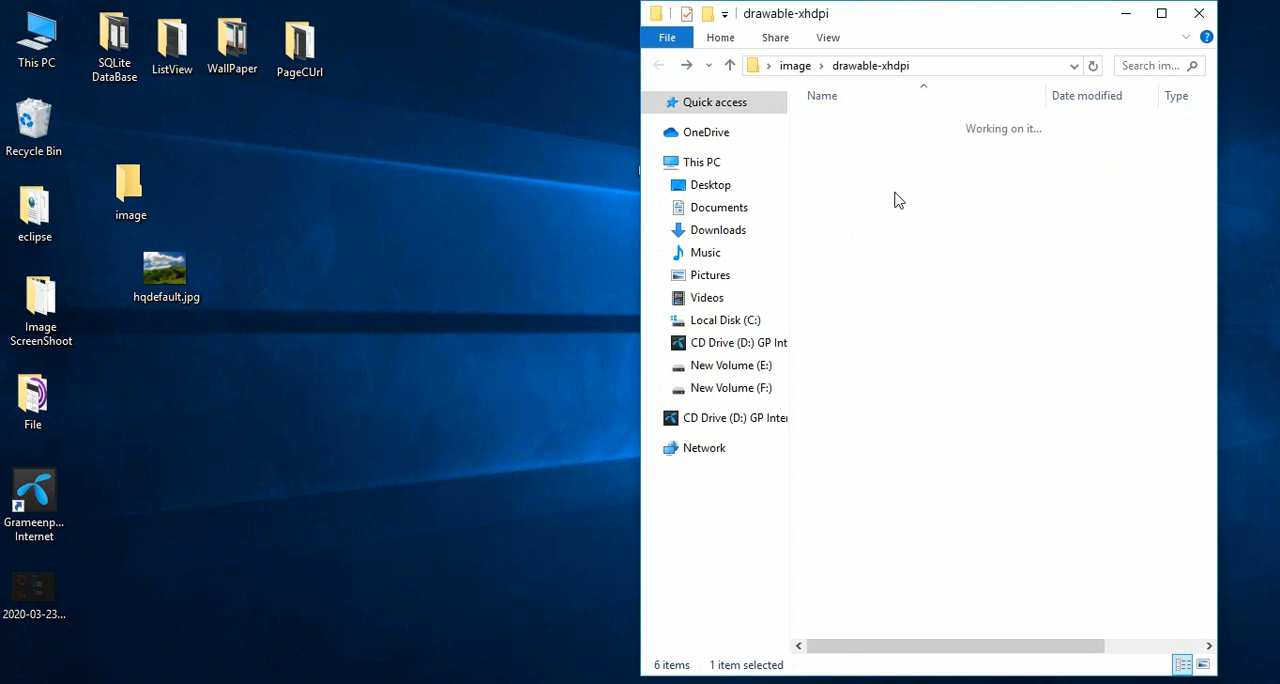 This PC
SQLite
DataBase
ListView
WallPaper
PageCUrl
Recycle Bin
image
eclipse
hqdefault.jpg
Image
ScreenShoot
File
Grameenp...
Internet
2020-03-23...
drawable-xhdpi
File
Home
Share
View
image
drawable-xhdpi
Search im...
Quick access
OneDrive
This PC
Desktop
Documents
Downloads
Music
Pictures
Videos
Local Disk (C:)
CD Drive (D:) GP Int
New Volume (E:)
New Volume (F:)
CD Drive (D:) GP Inter
Network
Name
Date modified
Type
Working on it...
6 items
1 item selected